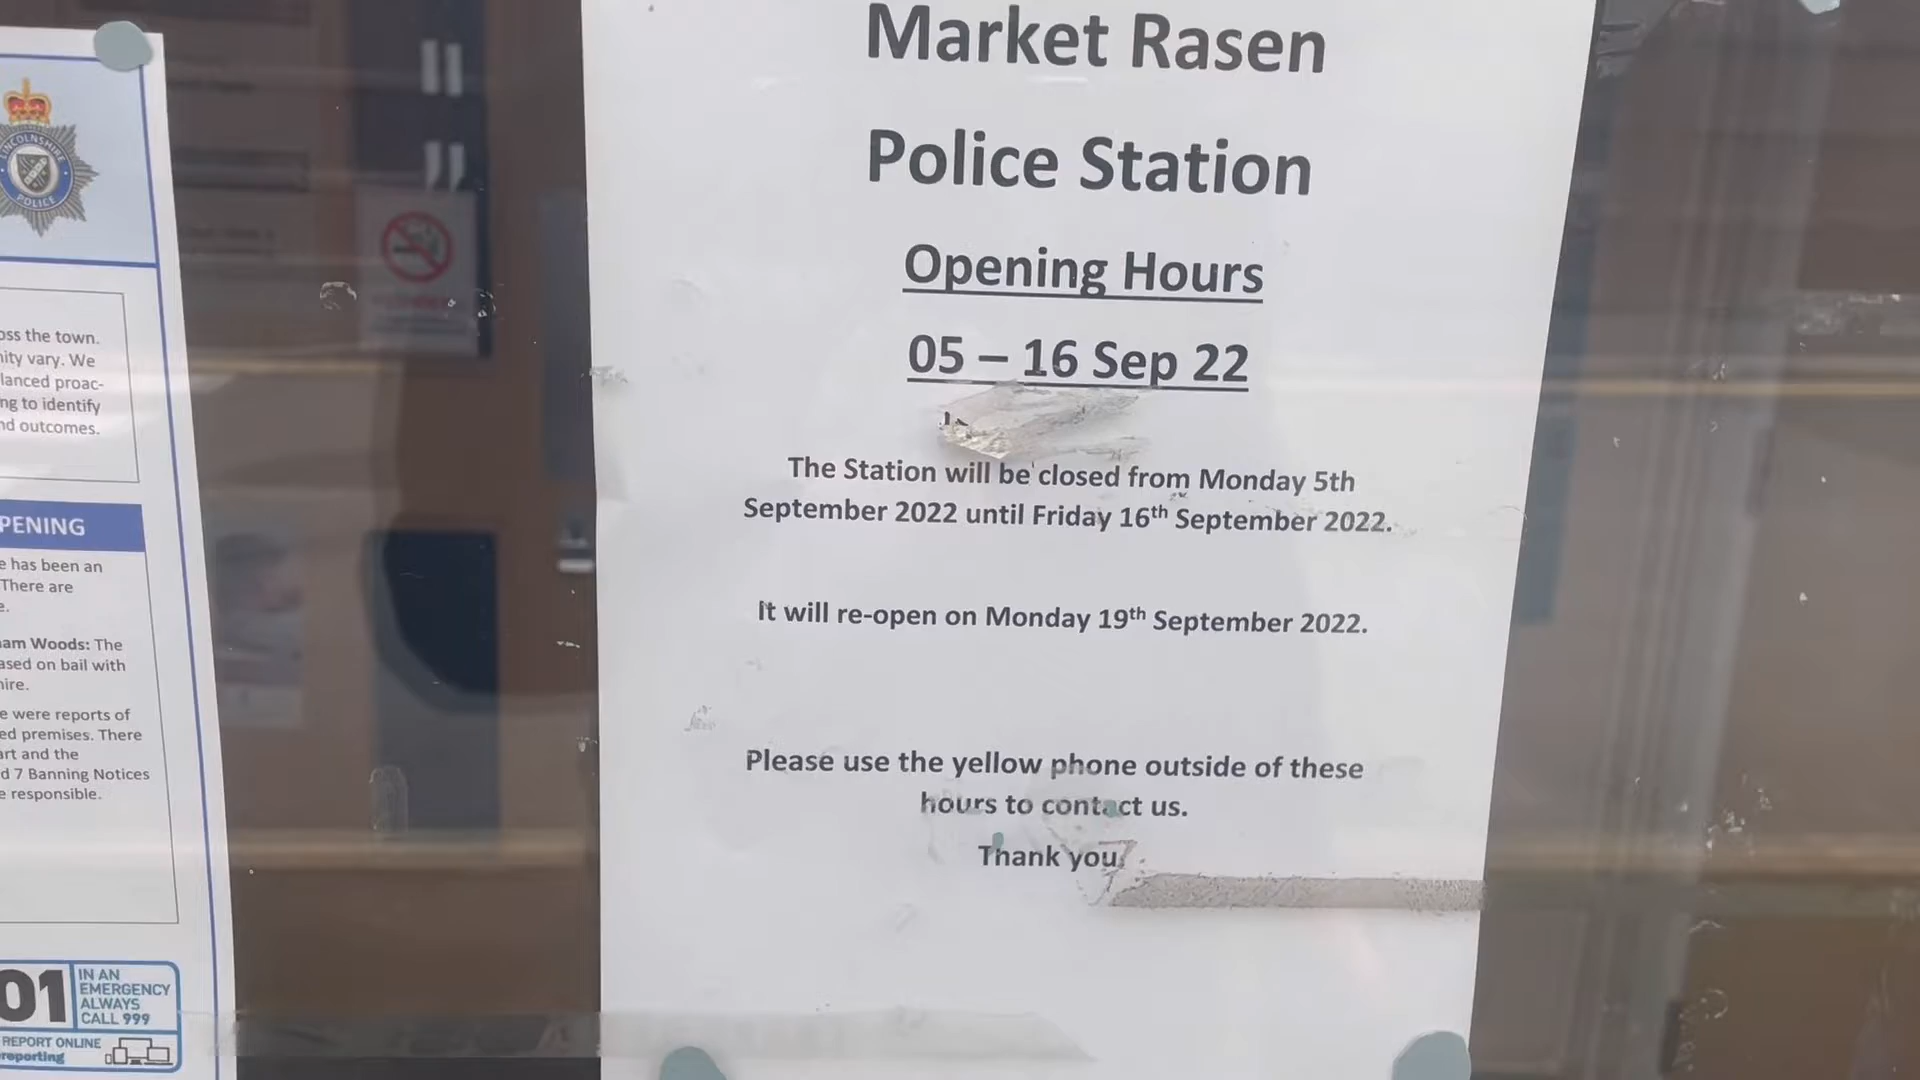 LINCOLNSHIRE
POLICE
oss the town.
nity vary. We
lanced proac-
ng to identify
nd outcomes.
PENING
e has been an
There are
e.
am Woods: The
ased on bail with
hire.
e were reports of
ed premises. There
art and the
d 7 Banning Notices
e responsible.
01
IN AN
EMERGENCY
ALWAYS
CALL 999
REPORT ONLINE
reporting
Market Rasen
Police Station
Opening Hours
05 – 16 Sep 22
The Station will be closed from Monday 5th
September 2022 until Friday 16th September 2022.
It will re-open on Monday 19th September 2022.
Please use the yellow phone outside of these
hours to contact us.
Thank you.